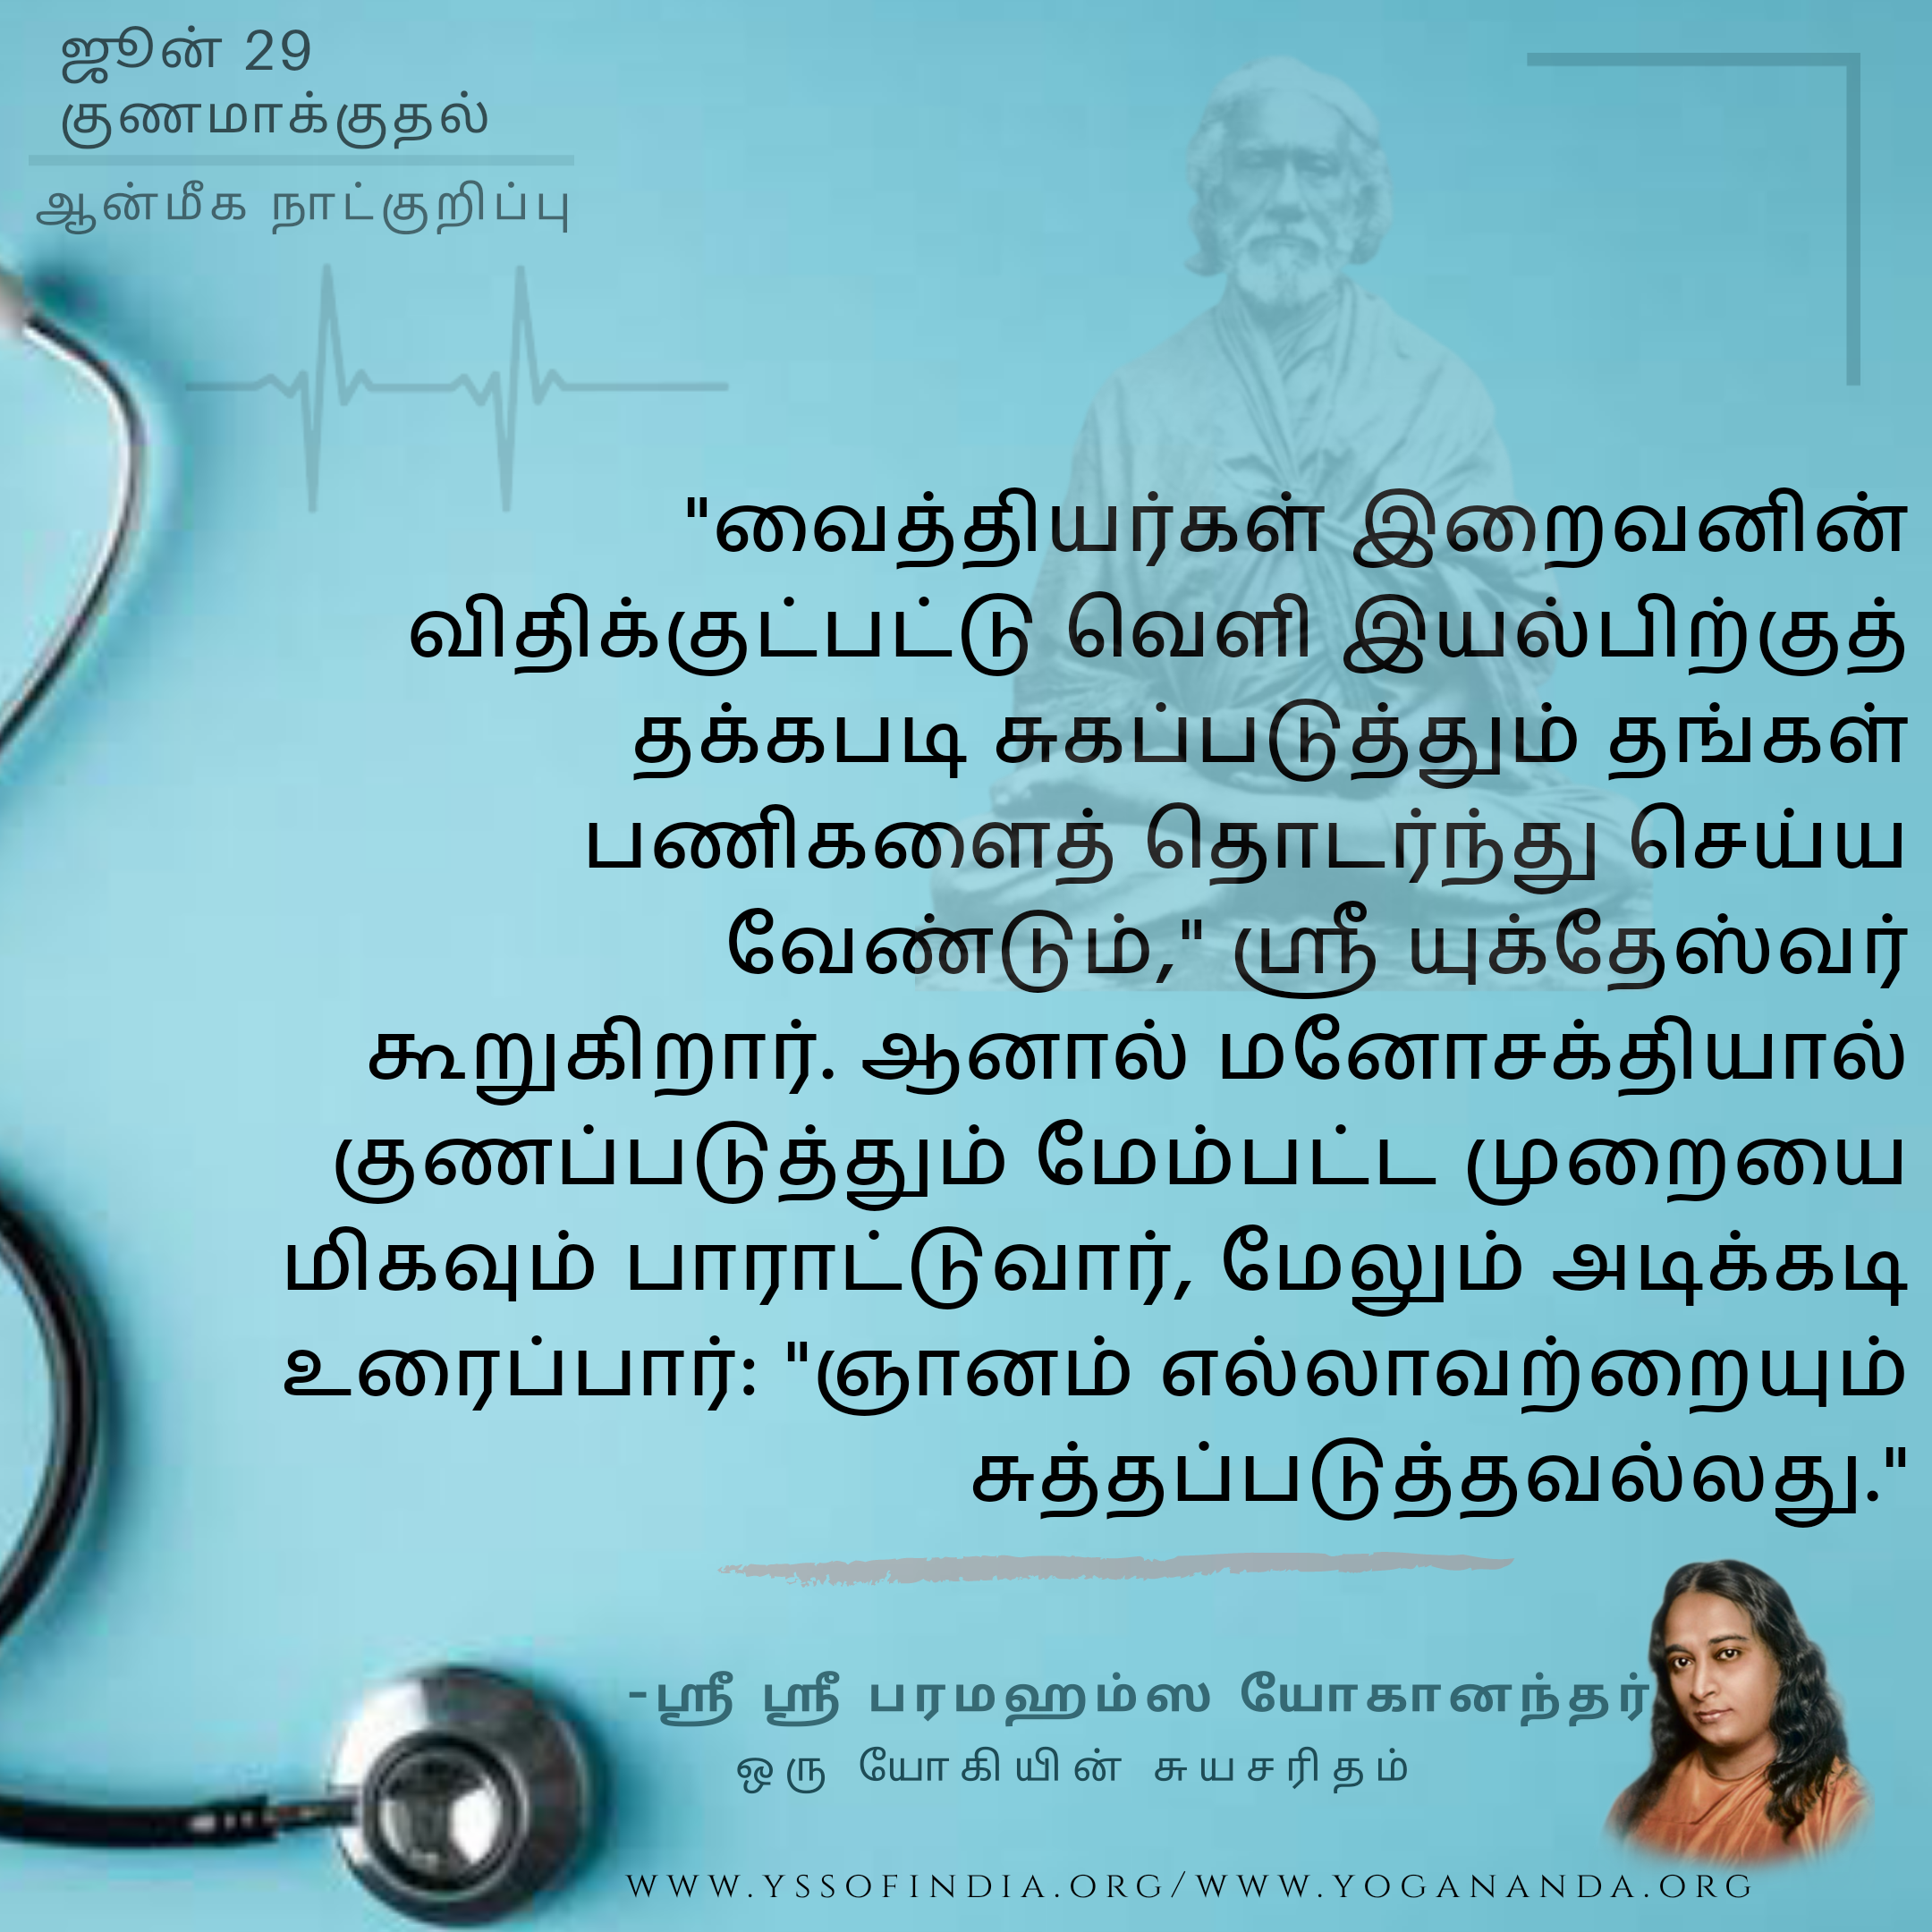 ஜூன் 29
குணமாக்குதல்
ஆன்மீக நாட்குறிப்பு
"வைத்தியர்கள் இறைவனின்
விதிக்குட்பட்டு வெளி இயல்பிற்குத்
தக்கபடி சுகப்படுத்தும் தங்கள்
பணிகளைத் தொடர்ந்து செய்ய
வேண்டும்," ஸ்ரீ யுக்தேஸ்வர்
கூறுகிறார். ஆனால் மனோசக்தியால்
குணப்படுத்தும் மேம்பட்ட முறையை
மிகவும் பாராட்டுவார், மேலும் அடிக்கடி
உரைப்பார்: "ஞானம் எல்லாவற்றையும்
சுத்தப்படுத்தவல்லது."
-ஸ்ரீ ஸ்ரீ பரமஹம்ஸ யோகானந்தர்
ஒரு யோகியின் சுயசரிதம்
WWW.YSSOFINDIA.ORG/WWW.YOGANANDA.ORG